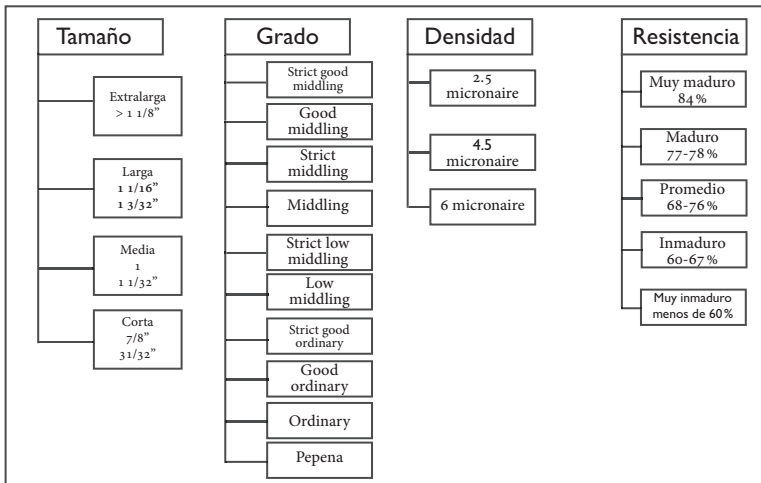 Tamaño
Extralarga
> 1 1/8”
Larga
1 1/16”
1 3/32”
Media
1
1 1/32”
Corta
7/8”
31/32”
Grado
Strict good
middling
Good
middling
Strict
middling
Middling
Strict low
middling
Low
middling
Strict good
ordinary
Good
ordinary
Ordinary
Pepena
Densidad
2.5
micronaire
4.5
micronaire
6 micronaire
Resistencia
Muy maduro
84%
Maduro
77-78%
Promedio
68-76%
Inmaduro
60-67%
Muy inmaduro
menos de 60%